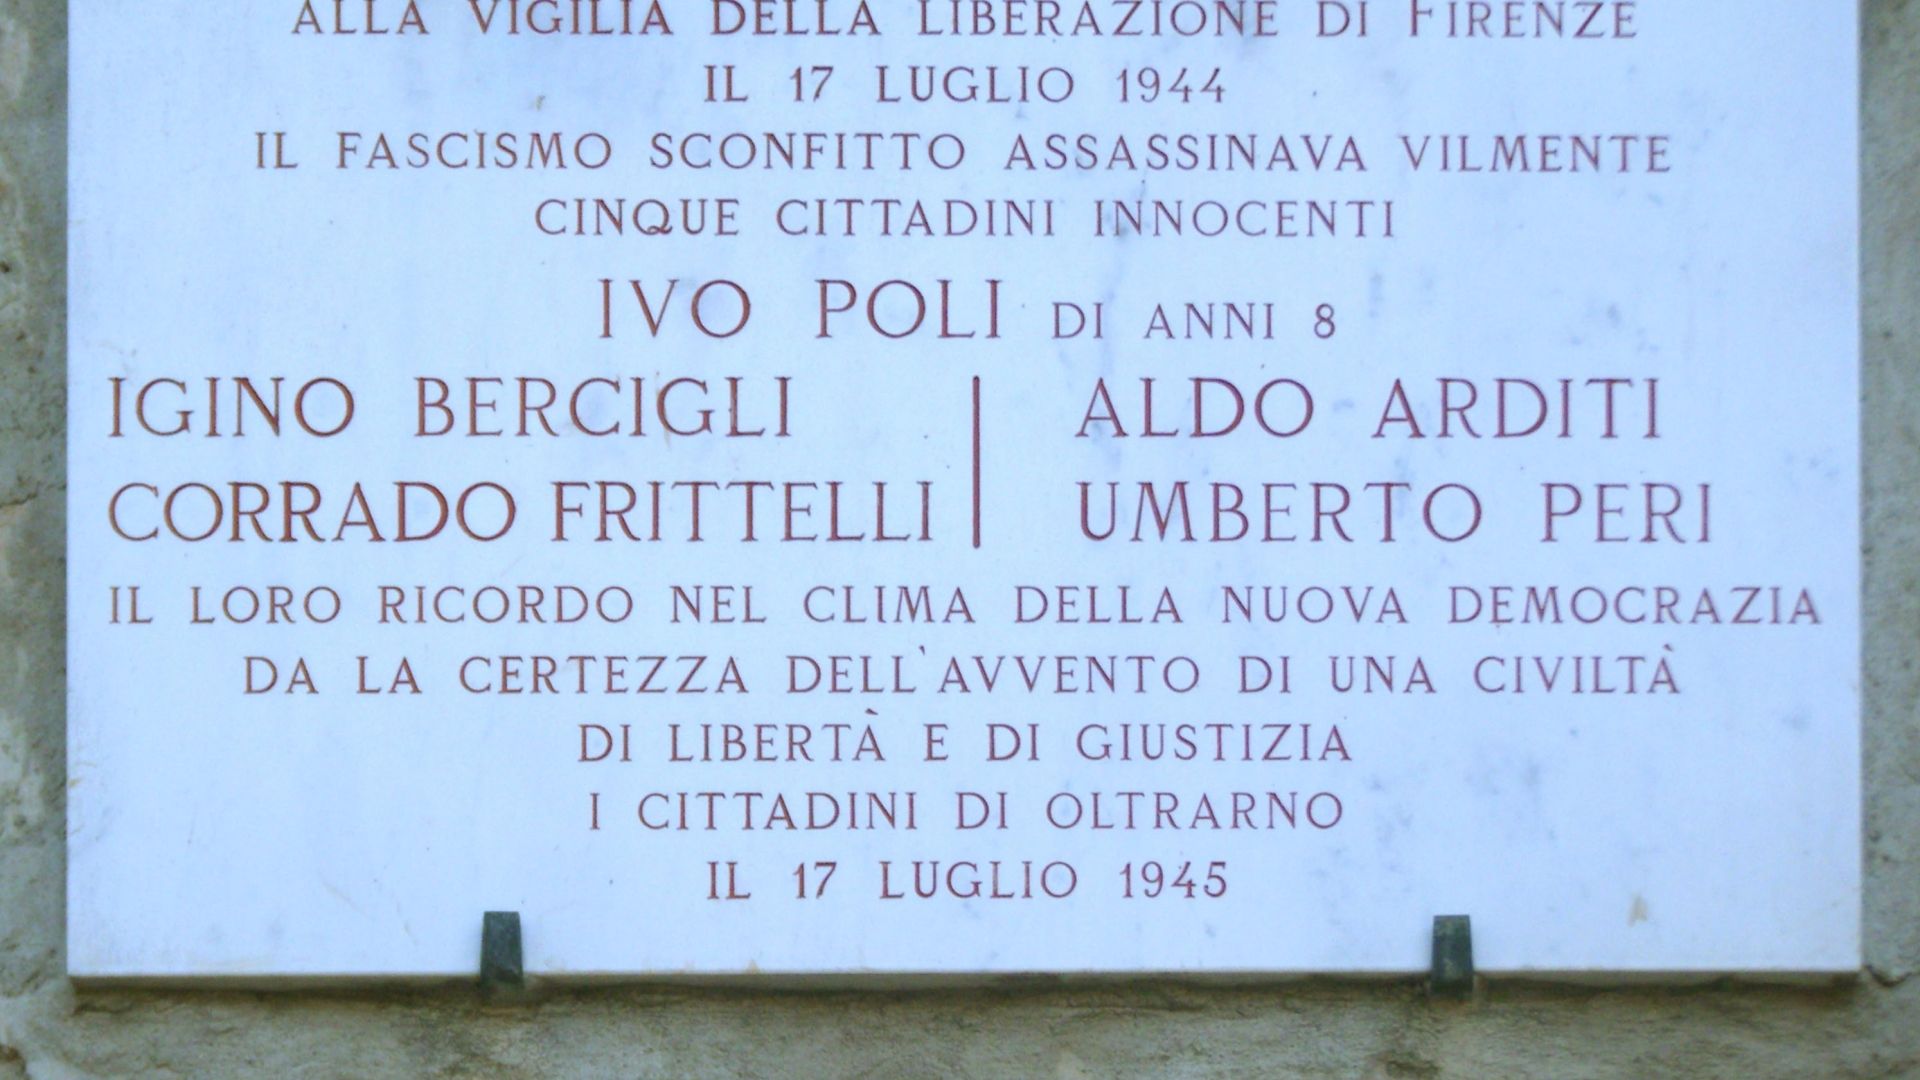 ALLA VIGILIA DELLA LIBERAZIONE DI FIRENZE
IL 17 LUGLIO 1944
IL FASCISMO SCONFITTO ASSASSINAVA VILMENTE
CINQUE CITTADINI INNOCENTI
IVO POLI DI ANNI 8
IGINO BERCIGLI | ALDO ARDITI
CORRADO FRITTELLI | UMBERTO PERI
IL LORO RICORDO NEL CLIMA DELLA NUOVA DEMOCRAZIA
DA LA CERTEZZA DELL'AVVENTO DI UNA CIVILTÀ
DI LIBERTÀ E DI GIUSTIZIA
I CITTADINI DI OLTRARNO
IL 17 LUGLIO 1945